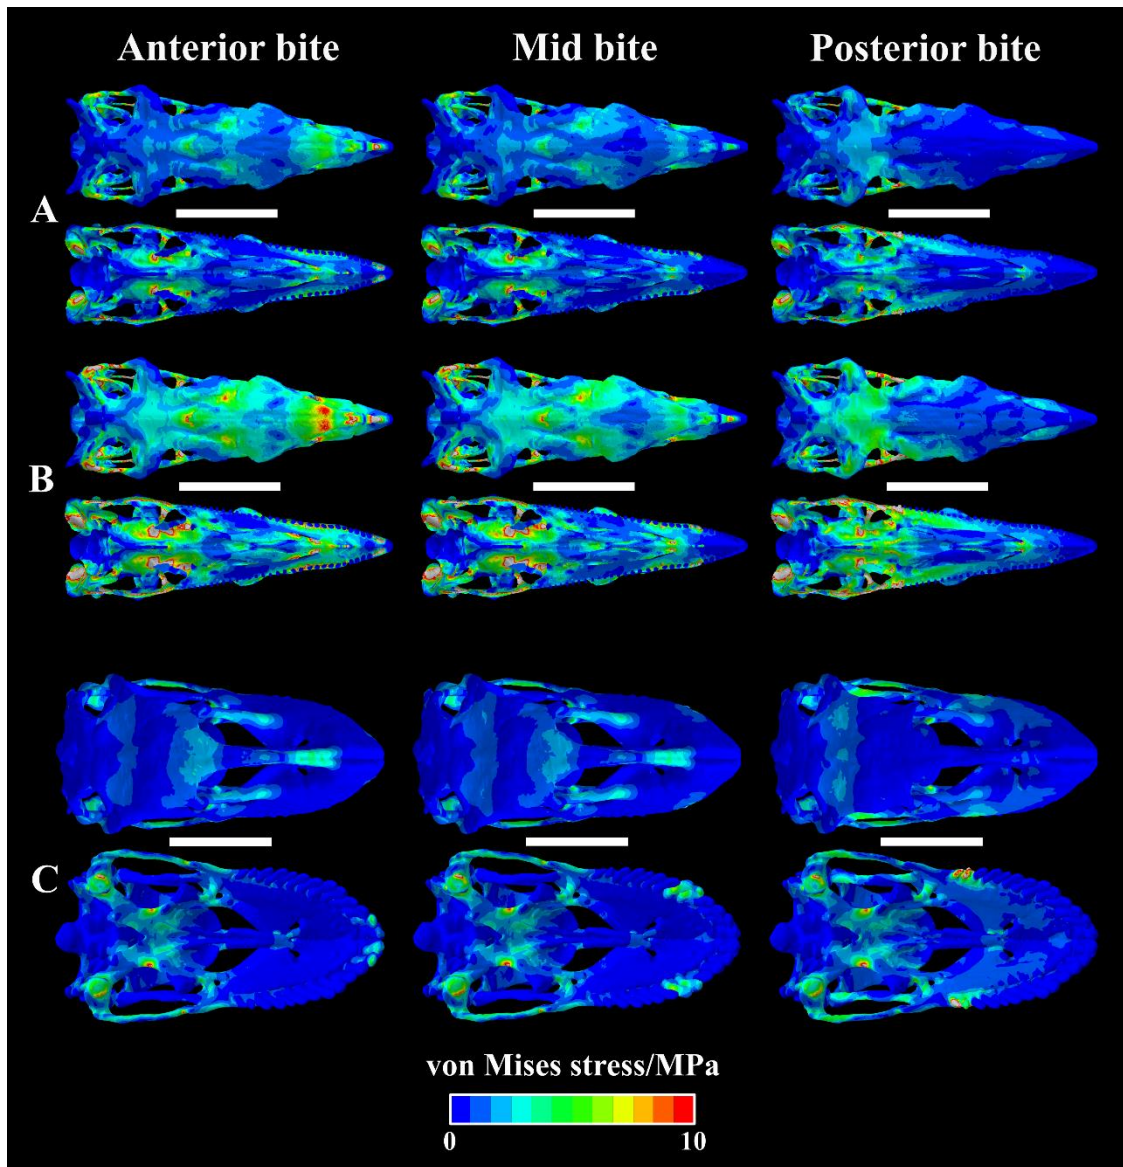 Anterior bite Mid bite Posterior bite
A
B
C
von Mises stress/MPa
0 10